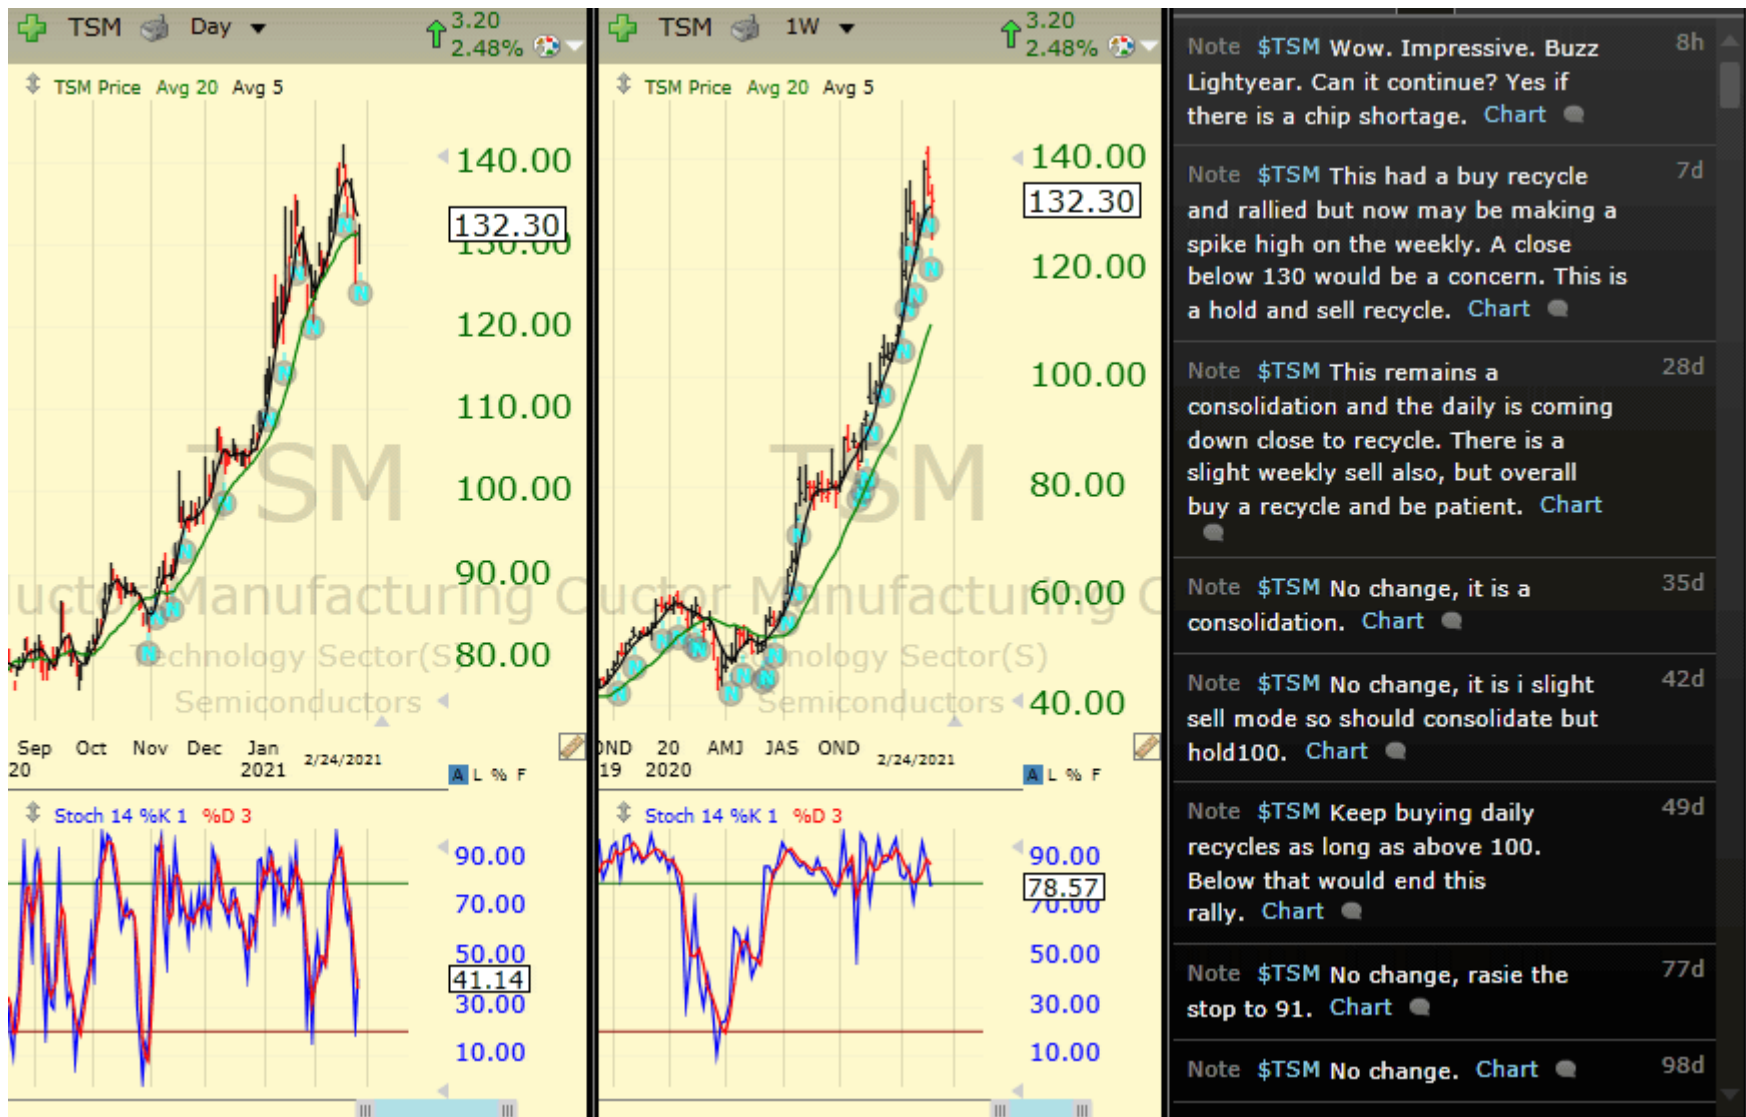 TSM Day 3.20
2.48%
TSM Price Avg 20 Avg 5
140.00
132.30
130.00
120.00
110.00
100.00
TSM
90.00
uctor Manufacturing C
80.00
Technology Sector(S)
Semiconductors
Sep Oct Nov Dec Jan
20 2021 2/24/2021
A L % F
Stoch 14 %K 1 %D 3
90.00
70.00
50.00
41.14
30.00
10.00
TSM 1W 3.20
2.48%
TSM Price Avg 20 Avg 5
140.00
132.30
120.00
100.00
TSM
80.00
uctor Manufacturing C
60.00
Technology Sector(S)
Semiconductors
40.00
OND 20 AMJ JAS OND
19 2020 2/24/2021
A L % F
Stoch 14 %K 1 %D 3
90.00
78.57
70.00
50.00
30.00
10.00
Note $TSM Wow. Impressive. Buzz 8h
Lightyear. Can it continue? Yes if
there is a chip shortage. Chart
Note $TSM This had a buy recycle 7d
and rallied but now may be making a
spike high on the weekly. A close
below 130 would be a concern. This is
a hold and sell recycle. Chart
Note $TSM This remains a 28d
consolidation and the daily is coming
down close to recycle. There is a
slight weekly sell also, but overall
buy a recycle and be patient. Chart
Note $TSM No change, it is a 35d
consolidation. Chart
Note $TSM No change, it is i slight 42d
sell mode so should consolidate but
hold100. Chart
Note $TSM Keep buying daily 49d
recycles as long as above 100.
Below that would end this
rally. Chart
Note $TSM No change, rasie the 77d
stop to 91. Chart
Note $TSM No change. Chart 98d